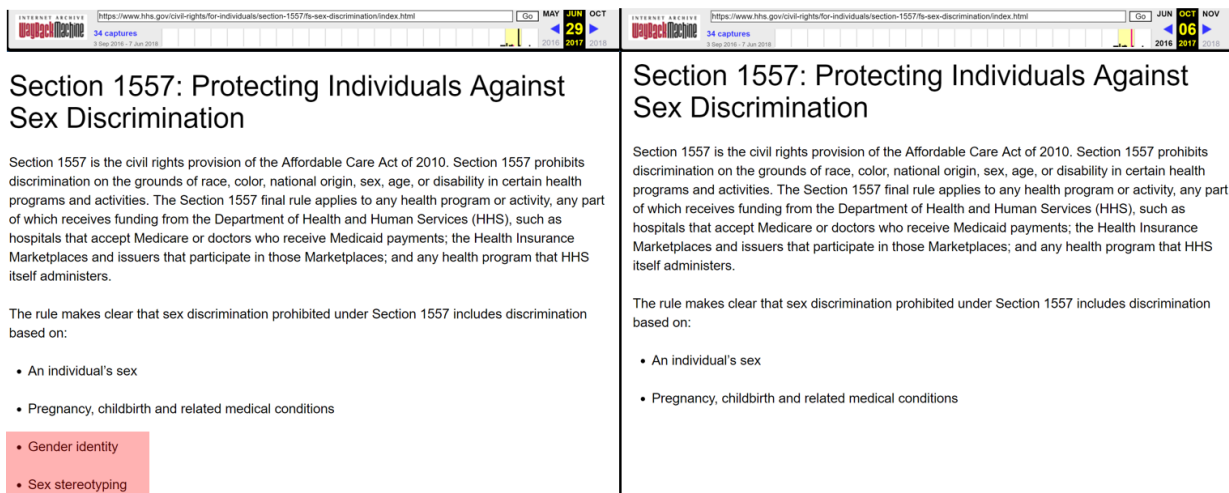 INTERNET ARCHIVE
WayBackMachine
https://www.hhs.gov/civil-rights/for-individuals/section-1557/fs-sex-discrimination/index.html
Go
MAY JUN OCT
34 captures
29
3 Sep 2016 - 7 Jun 2018
2016 2017 2018
Section 1557: Protecting Individuals Against
Sex Discrimination
Section 1557 is the civil rights provision of the Affordable Care Act of 2010. Section 1557 prohibits
discrimination on the grounds of race, color, national origin, sex, age, or disability in certain health
programs and activities. The Section 1557 final rule applies to any health program or activity, any part
of which receives funding from the Department of Health and Human Services (HHS), such as
hospitals that accept Medicare or doctors who receive Medicaid payments; the Health Insurance
Marketplaces and issuers that participate in those Marketplaces; and any health program that HHS
itself administers.
The rule makes clear that sex discrimination prohibited under Section 1557 includes discrimination
based on:
• An individual's sex
• Pregnancy, childbirth and related medical conditions
• Gender identity
• Sex stereotyping
INTERNET ARCHIVE
WayBackMachine
https://www.hhs.gov/civil-rights/for-individuals/section-1557/fs-sex-discrimination/index.html
Go
JUN OCT NOV
34 captures
06
3 Sep 2016 - 7 Jun 2018
2016 2017 2018
Section 1557: Protecting Individuals Against
Sex Discrimination
Section 1557 is the civil rights provision of the Affordable Care Act of 2010. Section 1557 prohibits
discrimination on the grounds of race, color, national origin, sex, age, or disability in certain health
programs and activities. The Section 1557 final rule applies to any health program or activity, any part
of which receives funding from the Department of Health and Human Services (HHS), such as
hospitals that accept Medicare or doctors who receive Medicaid payments; the Health Insurance
Marketplaces and issuers that participate in those Marketplaces; and any health program that HHS
itself administers.
The rule makes clear that sex discrimination prohibited under Section 1557 includes discrimination
based on:
• An individual's sex
• Pregnancy, childbirth and related medical conditions